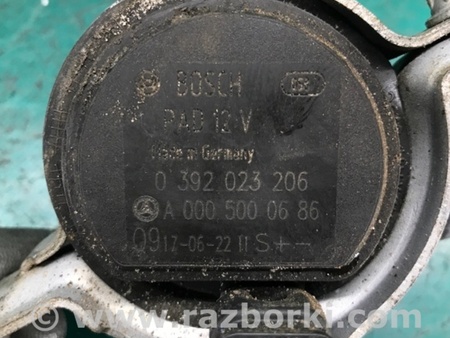 BOSCH
PAD 12 V
Made in Germany
0 392 023 206
A 000 500 06 86
0917-06-22 11 S + -
© www.razborki.com